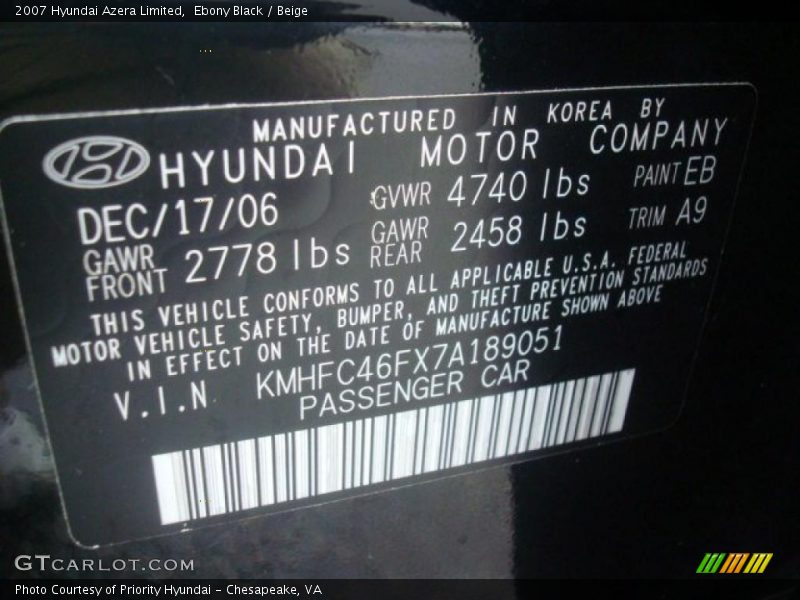 2007 Hyundai Azera Limited, Ebony Black / Beige
MANUFACTURED IN KOREA BY
HYUNDAI MOTOR COMPANY
DEC/17/06 GVWR 4740 lbs PAINT EB
GAWR FRONT 2778 lbs GAWR REAR 2458 lbs TRIM A9
THIS VEHICLE CONFORMS TO ALL APPLICABLE U.S.A. FEDERAL
MOTOR VEHICLE SAFETY, BUMPER, AND THEFT PREVENTION STANDARDS
IN EFFECT ON THE DATE OF MANUFACTURE SHOWN ABOVE
V.I.N KMHFC46FX7A189051
PASSENGER CAR
GTCARLOT.COM
Photo Courtesy of Priority Hyundai - Chesapeake, VA